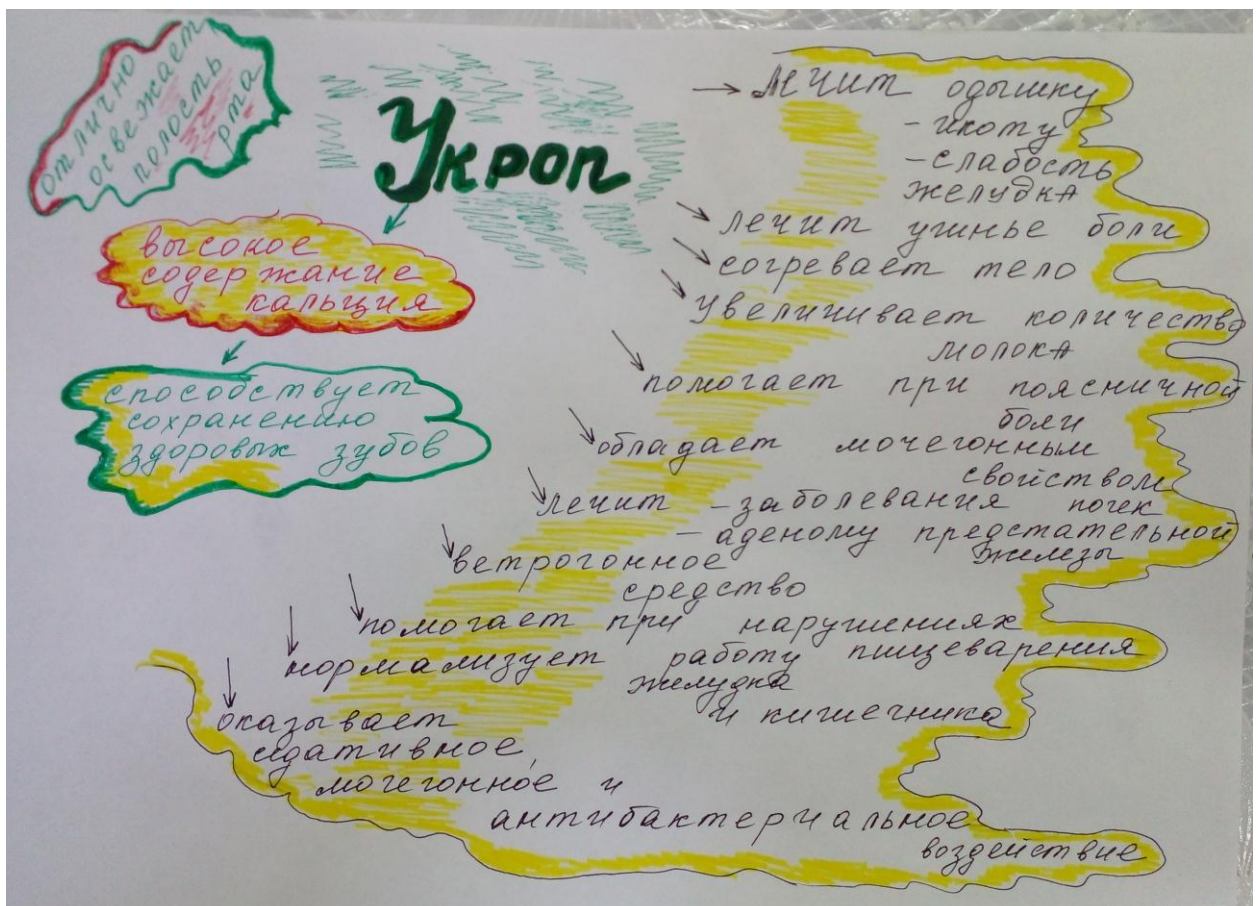 Укроп
отлично
освежает
полость
рта
высокое
содержание
кальция
способствует
сохранению
здоровых зубов
лечит одышку
- икоту
- слабость
желудка
лечит ушные боли
согревает тело
увеличивает количество
молока
помогает при поясничной
боли
обладает мочегонным
свойством
лечит - заболевания почек
- аденому предстательной
железы
ветрогонное
средство
помогает при нарушениях
пищеварения
нормализует работу
желудка
и кишечника
оказывает
седативное,
мочегонное и
антибактериальное
воздействие